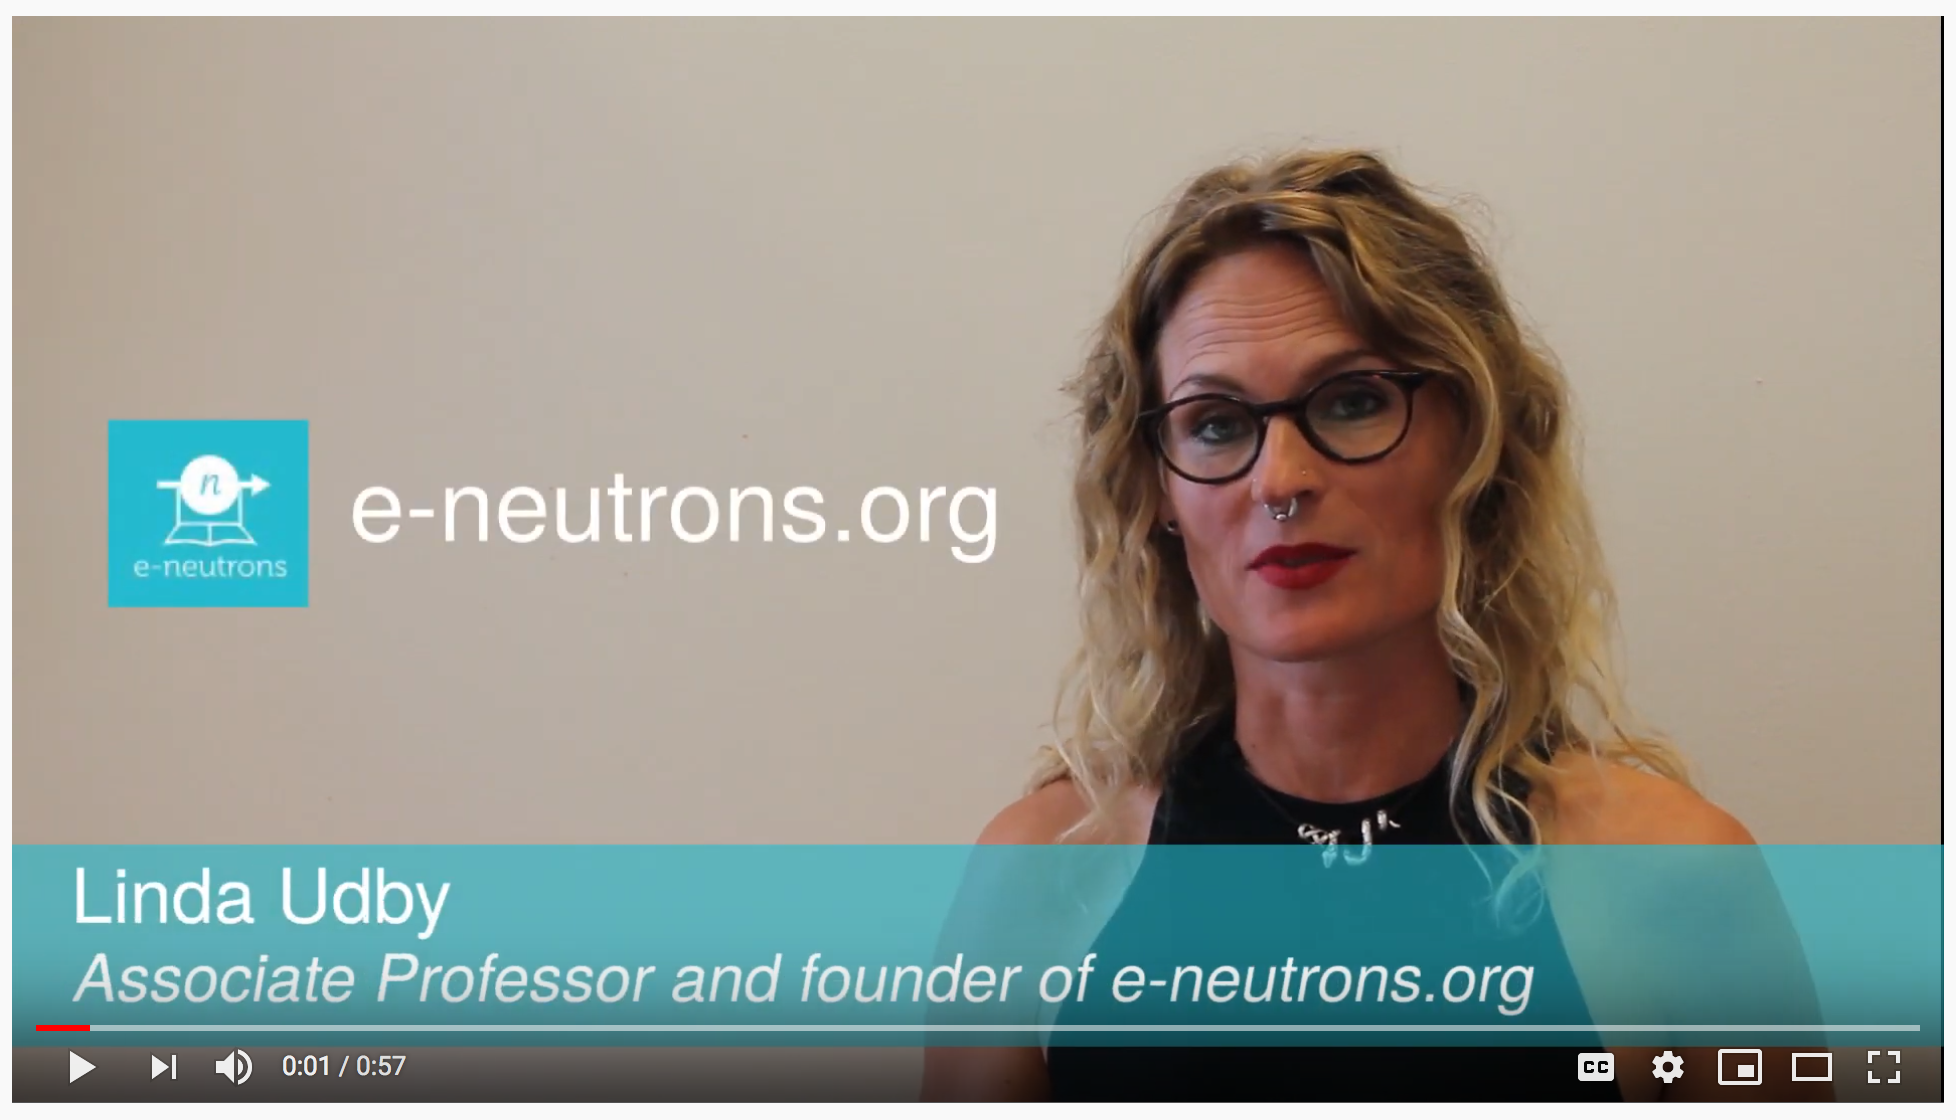 n
e-neutrons
e-neutrons.org
Linda Udby
Associate Professor and founder of e-neutrons.org
0:01 / 0:57
CC